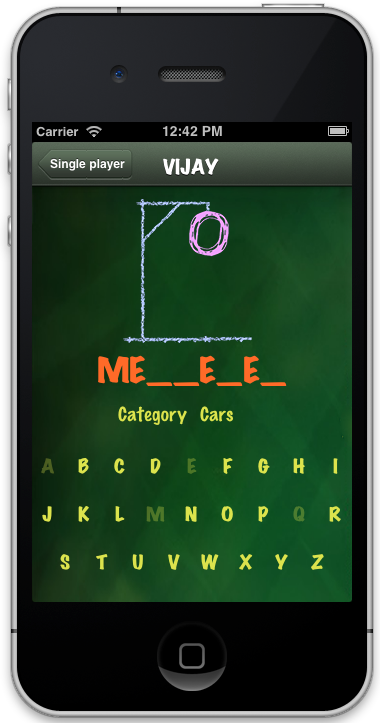 Carrier 12:42 PM
Single player VIJAY
ME__E_E_
Category Cars
A B C D E F G H I
J K L M N O P Q R
S T U V W X Y Z